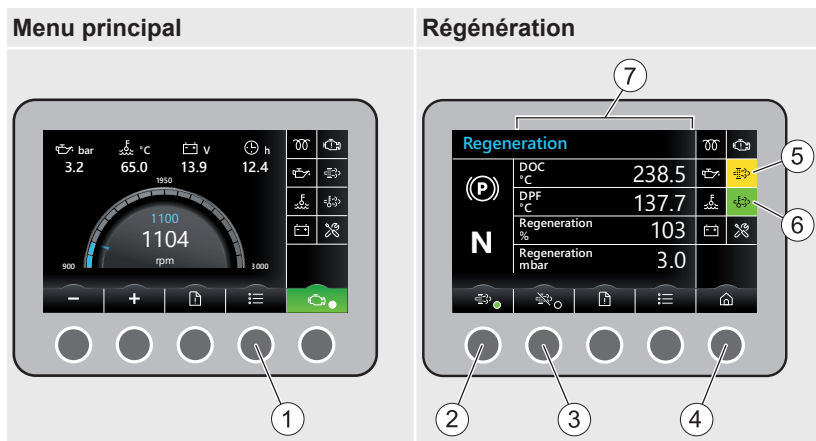 Menu principal
Régénération
bar °C V h
3.2 65.0 13.9 12.4
1950
1100
1104
rpm
900 3000
− +
1
7
Regeneration
DOC
°C 238.5
DPF
°C 137.7
Regeneration
% 103
Regeneration
mbar 3.0
P
N
5
6
2 3 4